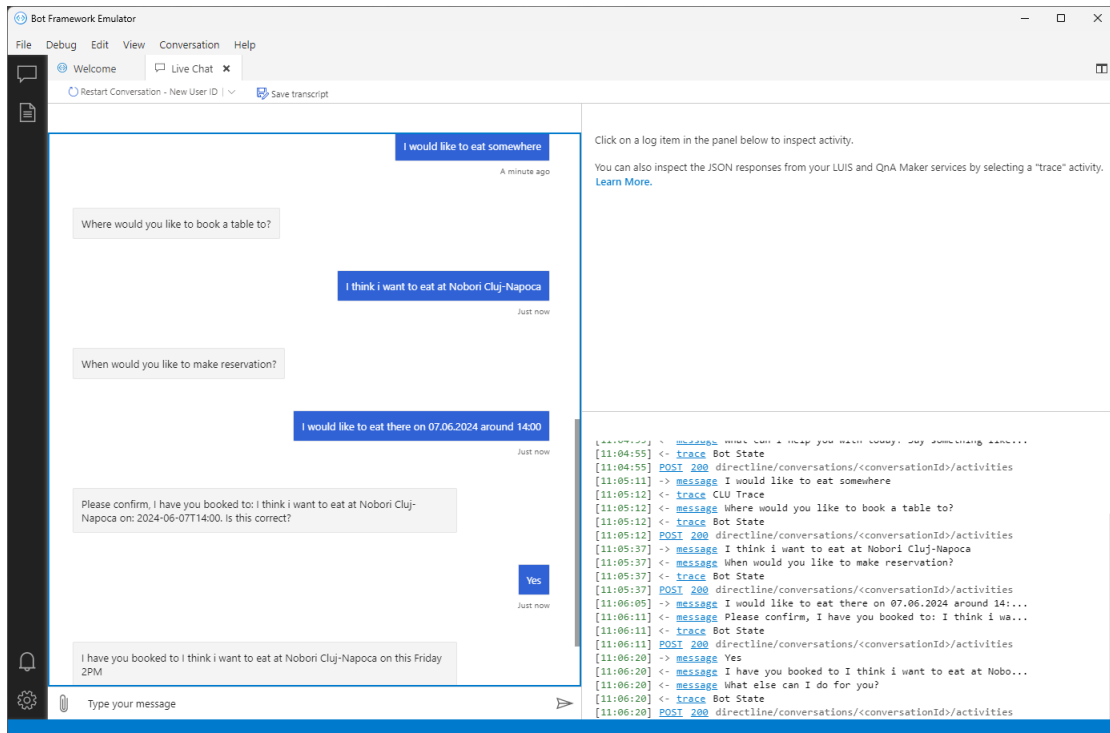 Bot Framework Emulator
File Debug Edit View Conversation Help
Welcome
Live Chat
Restart Conversation - New User ID
Save transcript
I would like to eat somewhere
A minute ago
Where would you like to book a table to?
I think i want to eat at Nobori Cluj-Napoca
Just now
When would you like to make reservation?
I would like to eat there on 07.06.2024 around 14:00
Just now
Please confirm, I have you booked to: I think i want to eat at Nobori Cluj-
Napoca on: 2024-06-07T14:00. Is this correct?
Yes
Just now
I have you booked to I think i want to eat at Nobori Cluj-Napoca on this Friday
2PM
Type your message
Click on a log item in the panel below to inspect activity.
You can also inspect the JSON responses from your LUIS and QnA Maker services by selecting a "trace" activity.
Learn More.
[11:04:55] <- message What can I help you with today? Say something like...
[11:04:55] <- trace Bot State
[11:04:55] POST 200 directline/conversations/<conversationId>/activities
[11:05:11] -> message I would like to eat somewhere
[11:05:12] <- trace CLU Trace
[11:05:12] <- message Where would you like to book a table to?
[11:05:12] <- trace Bot State
[11:05:12] POST 200 directline/conversations/<conversationId>/activities
[11:05:37] -> message I think i want to eat at Nobori Cluj-Napoca
[11:05:37] <- message When would you like to make reservation?
[11:05:37] <- trace Bot State
[11:05:37] POST 200 directline/conversations/<conversationId>/activities
[11:06:05] -> message I would like to eat there on 07.06.2024 around 14:...
[11:06:11] <- message Please confirm, I have you booked to: I think i wa...
[11:06:11] <- trace Bot State
[11:06:11] POST 200 directline/conversations/<conversationId>/activities
[11:06:20] -> message Yes
[11:06:20] <- message I have you booked to I think i want to eat at Nobo...
[11:06:20] <- message What else can I do for you?
[11:06:20] <- trace Bot State
[11:06:20] POST 200 directline/conversations/<conversationId>/activities